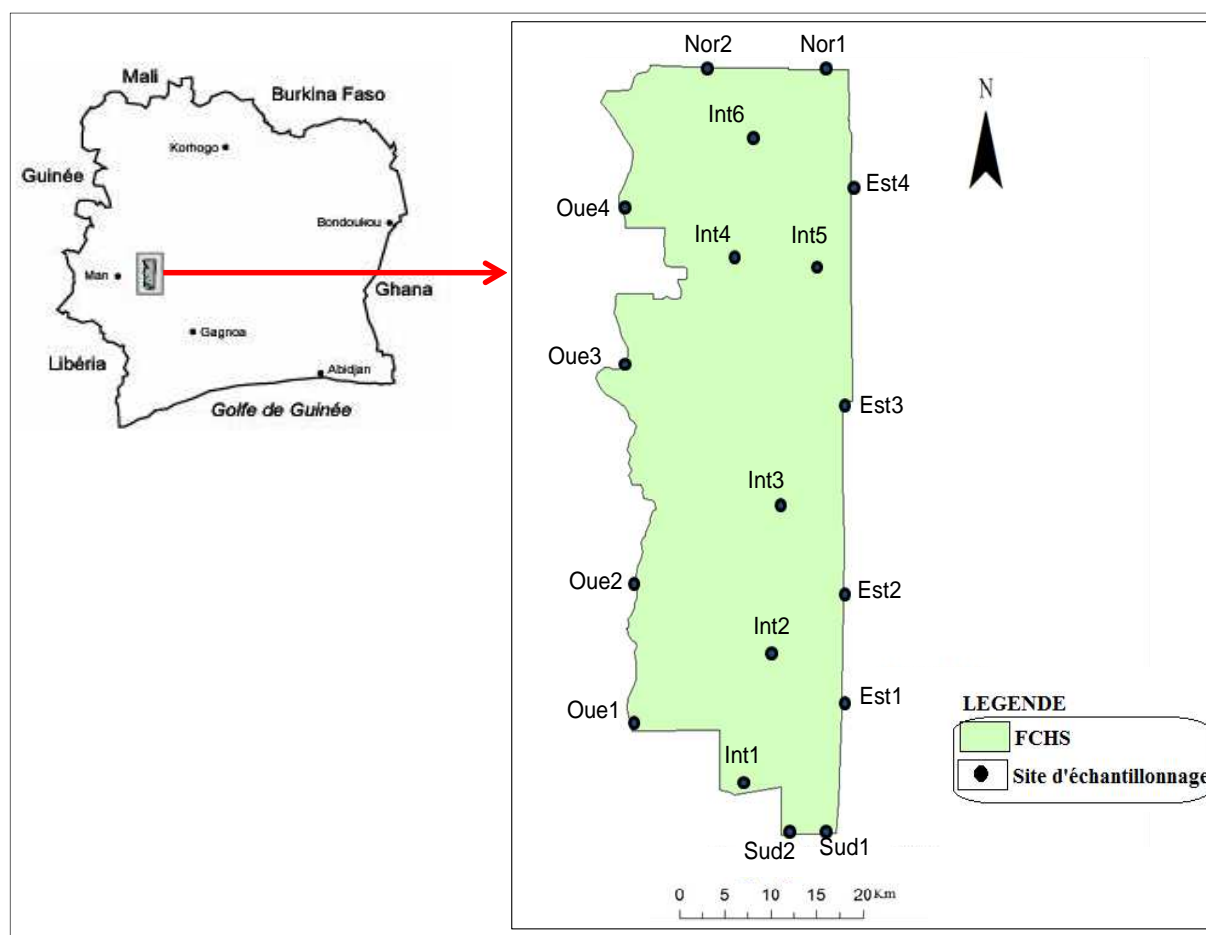 Mali
Burkina Faso
Korhogo
Guinée
Bondoukou
Man
Ghana
Gagnoa
Libéria
Abidjan
Golfe de Guinée
Nor2
Nor1
N
Int6
Est4
Oue4
Int4
Int5
Oue3
Est3
Int3
Oue2
Est2
Int2
Est1
Oue1
Int1
Sud2
Sud1
LEGENDE
FCHS
Site d'échantillonnage
0 5 10 15 20 Km